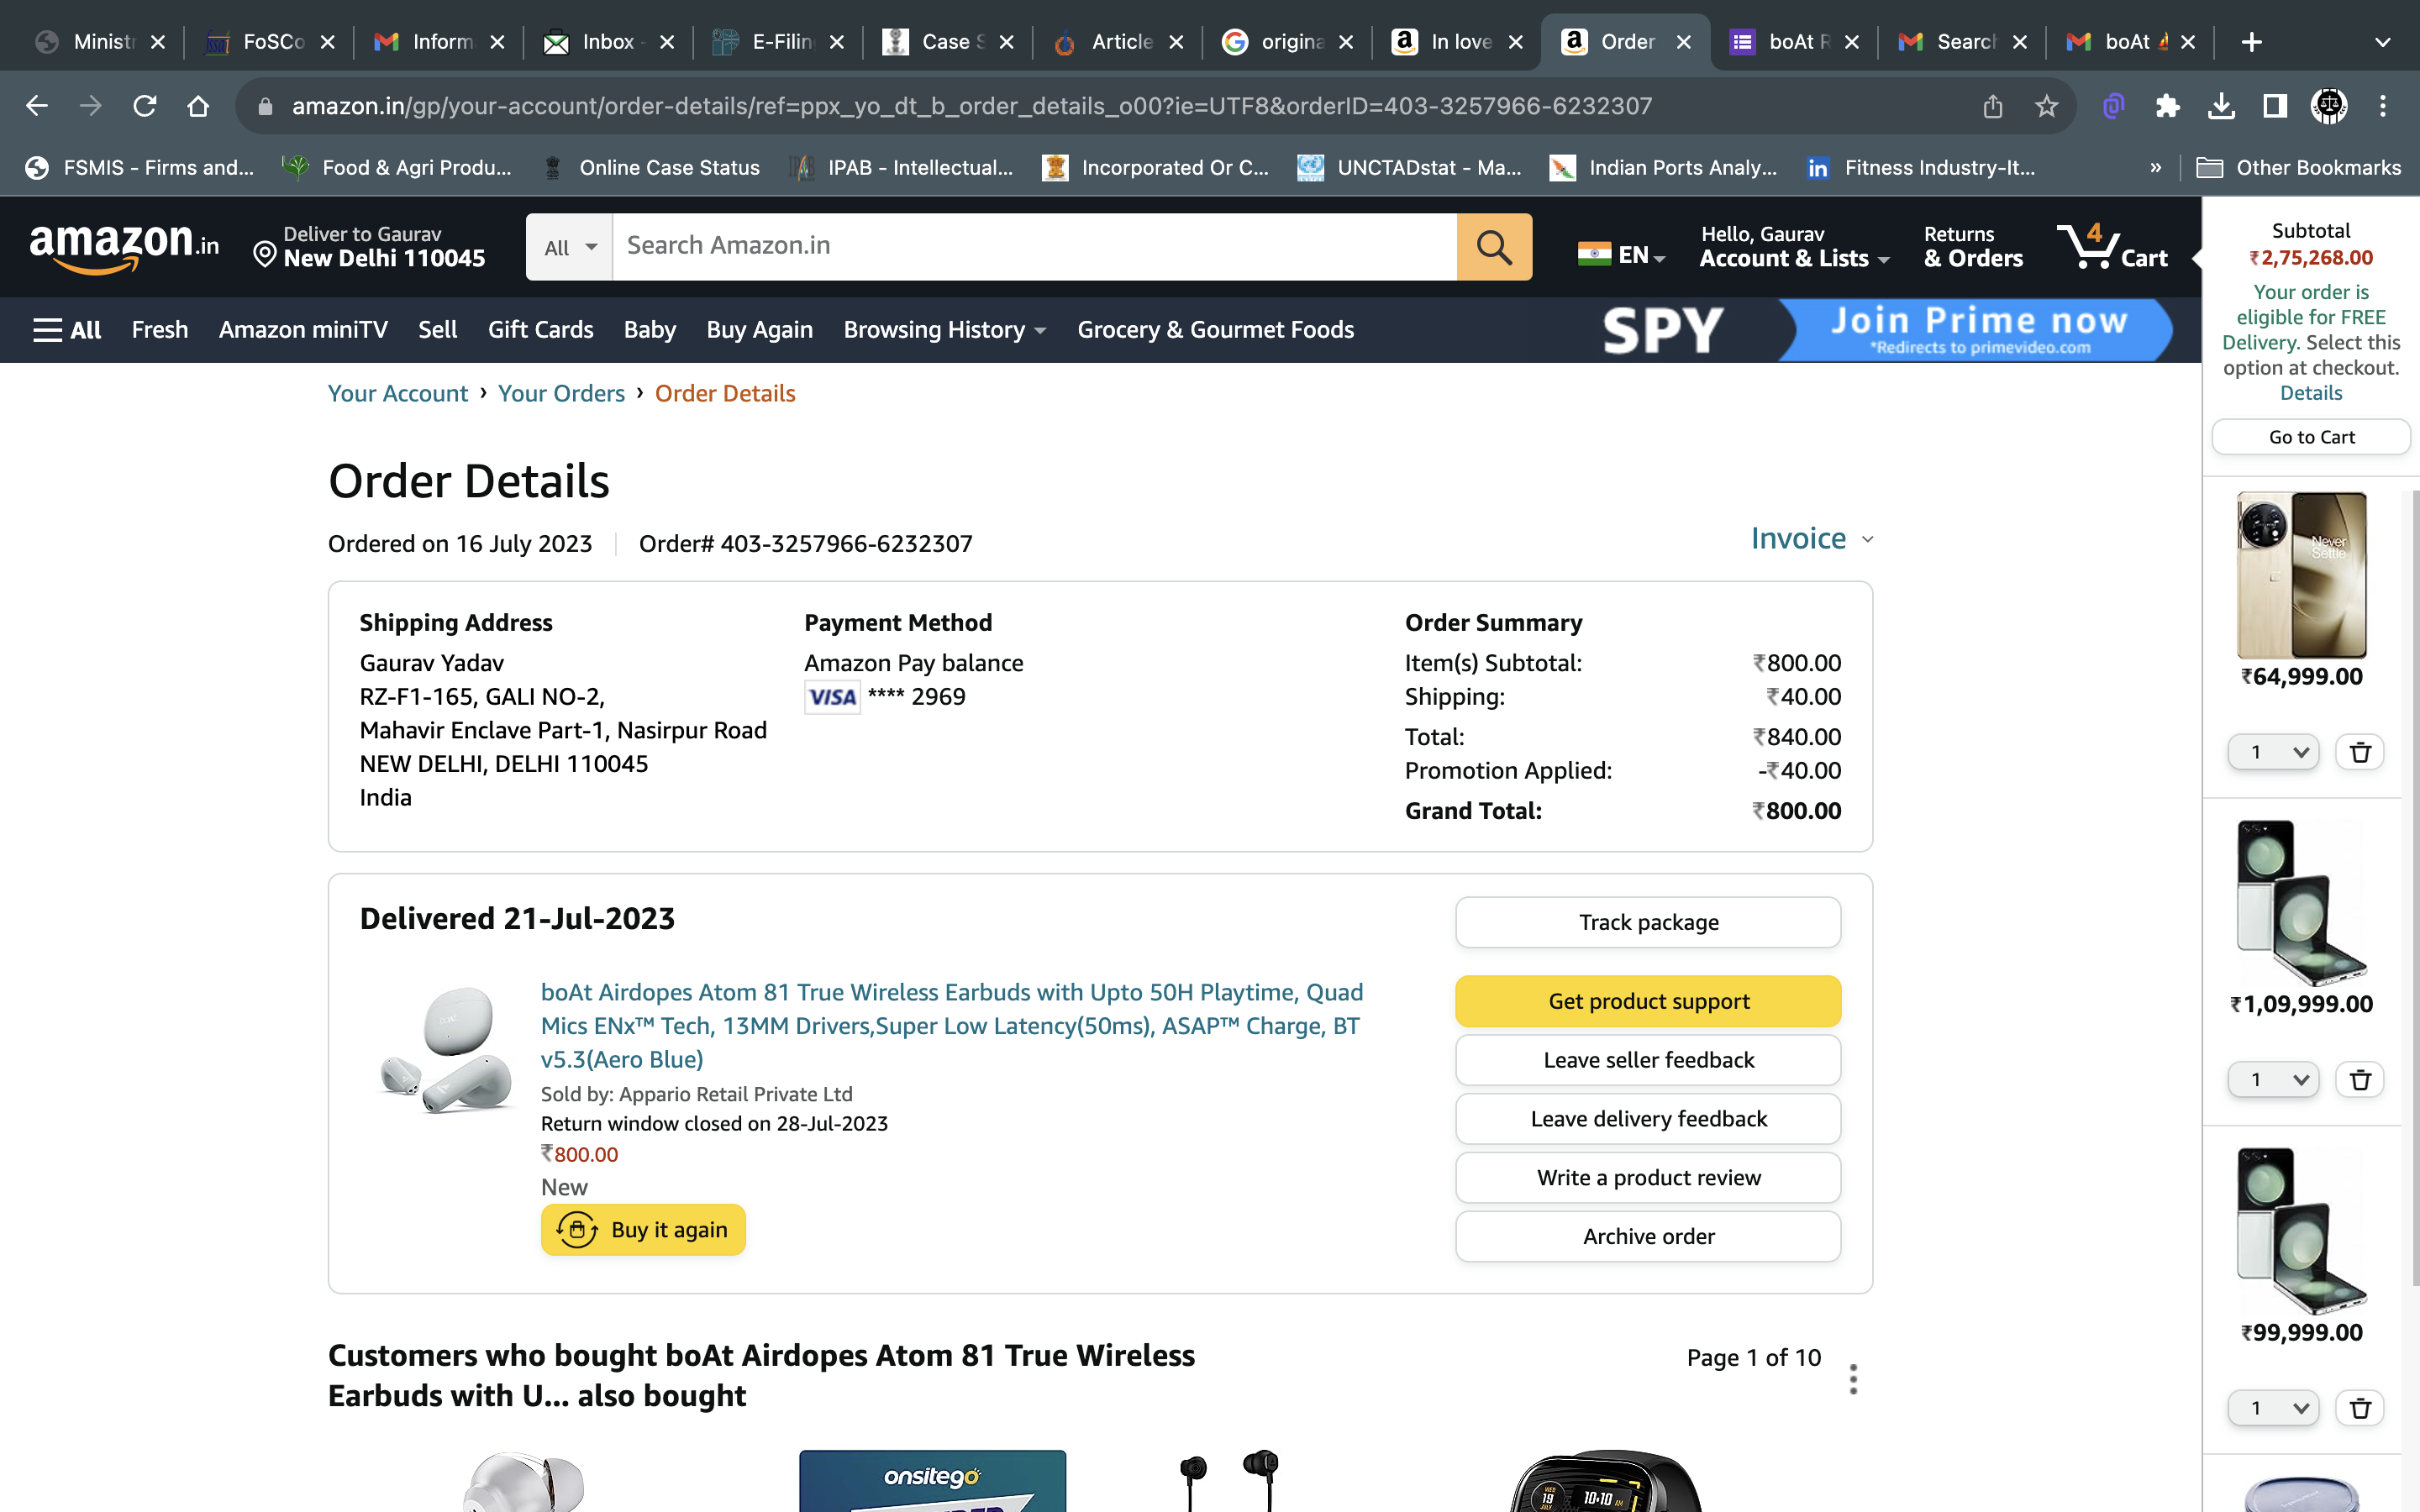 Minist
FoSCo
Inform
Inbox
E-Filin
Case S
Article
origina
In love
Order
boAt R
Search
boAt
amazon.in/gp/your-account/order-details/ref=ppx_yo_dt_b_order_details_o00?ie=UTF8&orderID=403-3257966-6232307
FSMIS - Firms and...
Food & Agri Produ...
Online Case Status
IPAB - Intellectual...
Incorporated Or C...
UNCTADstat - Ma...
Indian Ports Analy...
Fitness Industry-It...
»
Other Bookmarks
amazon.in
Deliver to Gaurav
New Delhi 110045
All
Search Amazon.in
EN
Hello, Gaurav
Account & Lists
Returns
& Orders
4
Cart
All
Fresh
Amazon miniTV
Sell
Gift Cards
Baby
Buy Again
Browsing History
Grocery & Gourmet Foods
SPY
Join Prime now
*Redirects to primevideo.com
Your Account › Your Orders › Order Details
Order Details
Ordered on 16 July 2023
Order# 403-3257966-6232307
Invoice
Shipping Address
Gaurav Yadav
RZ-F1-165, GALI NO-2,
Mahavir Enclave Part-1, Nasirpur Road
NEW DELHI, DELHI 110045
India
Payment Method
Amazon Pay balance
VISA **** 2969
Order Summary
Item(s) Subtotal: ₹800.00
Shipping: ₹40.00
Total: ₹840.00
Promotion Applied: -₹40.00
Grand Total: ₹800.00
Delivered 21-Jul-2023
boAt Airdopes Atom 81 True Wireless Earbuds with Upto 50H Playtime, Quad
Mics ENx™ Tech, 13MM Drivers,Super Low Latency(50ms), ASAP™ Charge, BT
v5.3(Aero Blue)
Sold by: Appario Retail Private Ltd
Return window closed on 28-Jul-2023
₹800.00
New
Buy it again
Track package
Get product support
Leave seller feedback
Leave delivery feedback
Write a product review
Archive order
Customers who bought boAt Airdopes Atom 81 True Wireless
Earbuds with U... also bought
Page 1 of 10
onsitego
WED
19
JULY
10:10 AM
Subtotal
₹2,75,268.00
Your order is
eligible for FREE
Delivery. Select this
option at checkout.
Details
Go to Cart
Never
Settle
₹64,999.00
1
₹1,09,999.00
1
₹99,999.00
1